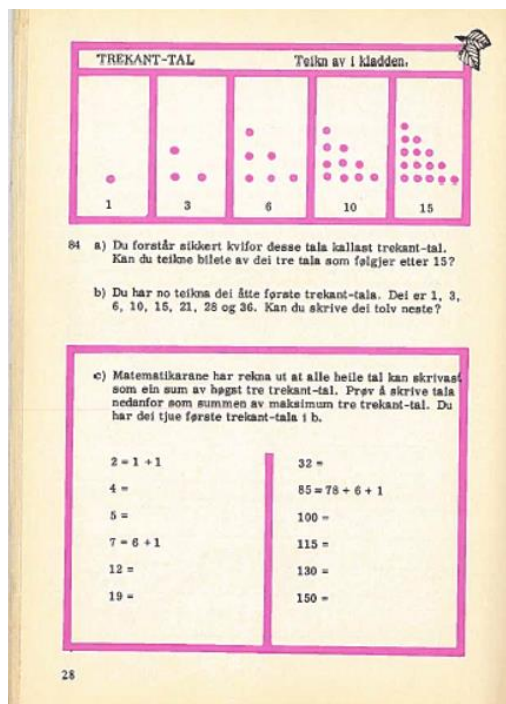 TREKANT-TAL Teikn av i kladden.
1 3 6 10 15
84 a) Du forstår sikkert kvifor desse tala kallast trekant-tal.
Kan du teikne bilete av dei tre tala som følgjer etter 15?
b) Du har no teikna dei åtte første trekant-tala. Dei er 1, 3,
6, 10, 15, 21, 28 og 36. Kan du skrive dei tolv neste?
c) Matematikarane har rekna ut at alle heile tal kan skrivast
som ein sum av høgst tre trekant-tal. Prøv å skrive tala
nedanfor som summen av maksimum tre trekant-tal. Du
har dei tjue første trekant-tala i b.
2 = 1 + 1
4 =
5 =
7 = 6 + 1
12 =
19 =
32 =
85 = 78 + 6 + 1
100 =
115 =
130 =
150 =
28